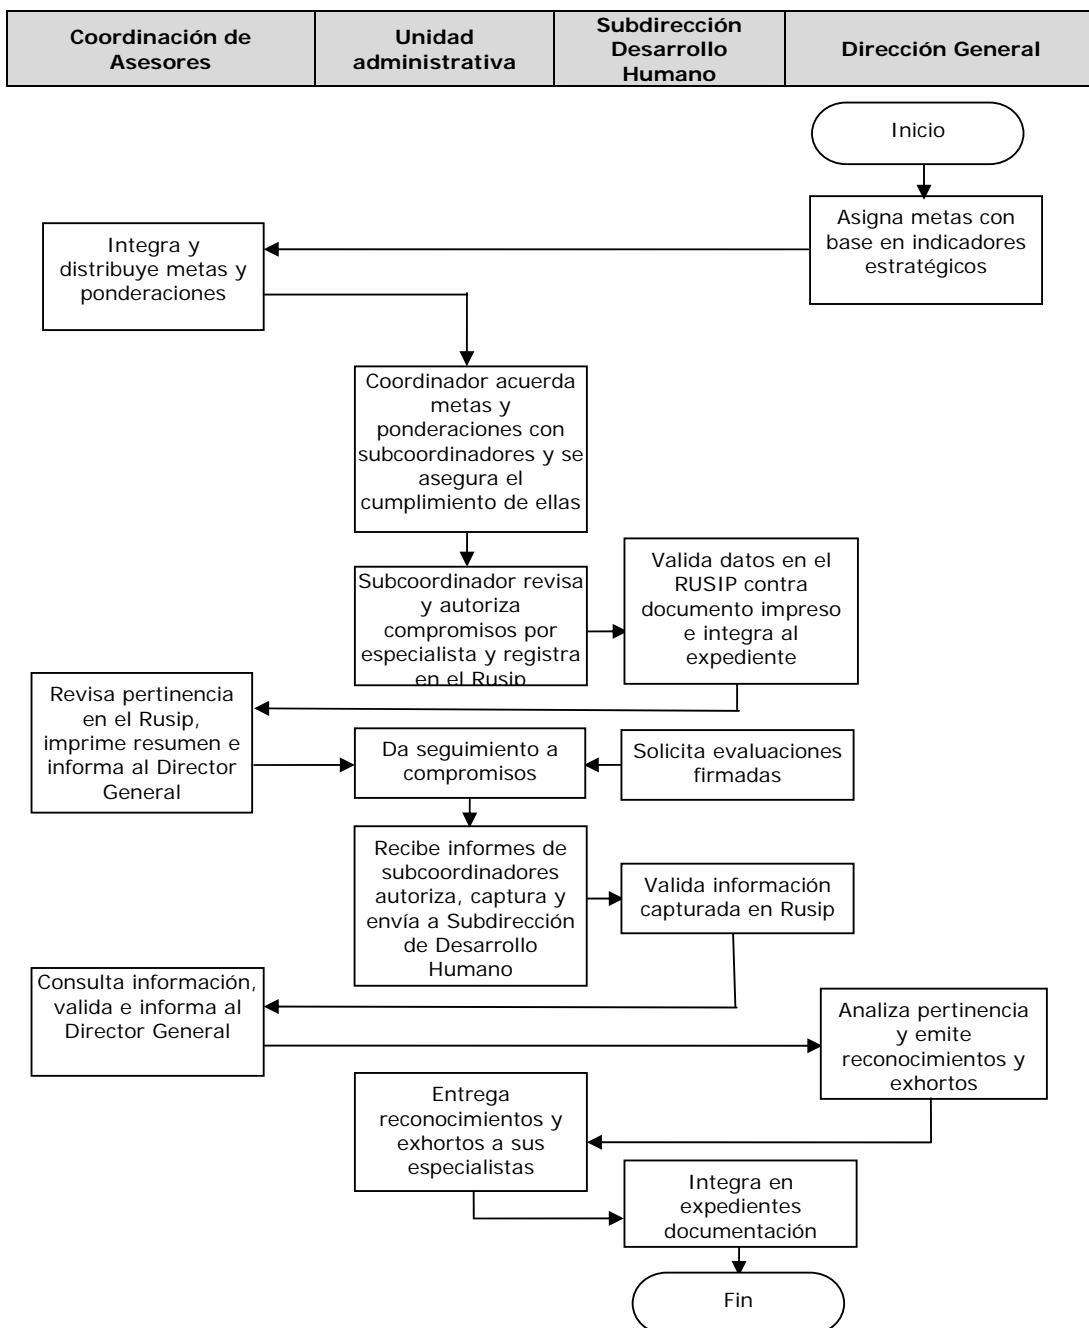 Coordinación de
Asesores
Unidad
administrativa
Subdirección
Desarrollo
Humano
Dirección General
Inicio
Asigna metas con
base en indicadores
estratégicos
Integra y
distribuye metas y
ponderaciones
Coordinador acuerda
metas y
ponderaciones con
subcoordinadores y se
asegura el
cumplimiento de ellas
Subcoordinador revisa
y autoriza
compromisos por
especialista y registra
en el Rusip
Valida datos en el
RUSIP contra
documento impreso
e integra al
expediente
Revisa pertinencia
en el Rusip,
imprime resumen e
informa al Director
General
Da seguimiento a
compromisos
Solicita evaluaciones
firmadas
Recibe informes de
subcoordinadores
autoriza, captura y
envía a Subdirección
de Desarrollo
Humano
Valida información
capturada en Rusip
Consulta información,
valida e informa al
Director General
Analiza pertinencia
y emite
reconocimientos y
exhortos
Entrega
reconocimientos y
exhortos a sus
especialistas
Integra en
expedientes
documentación
Fin